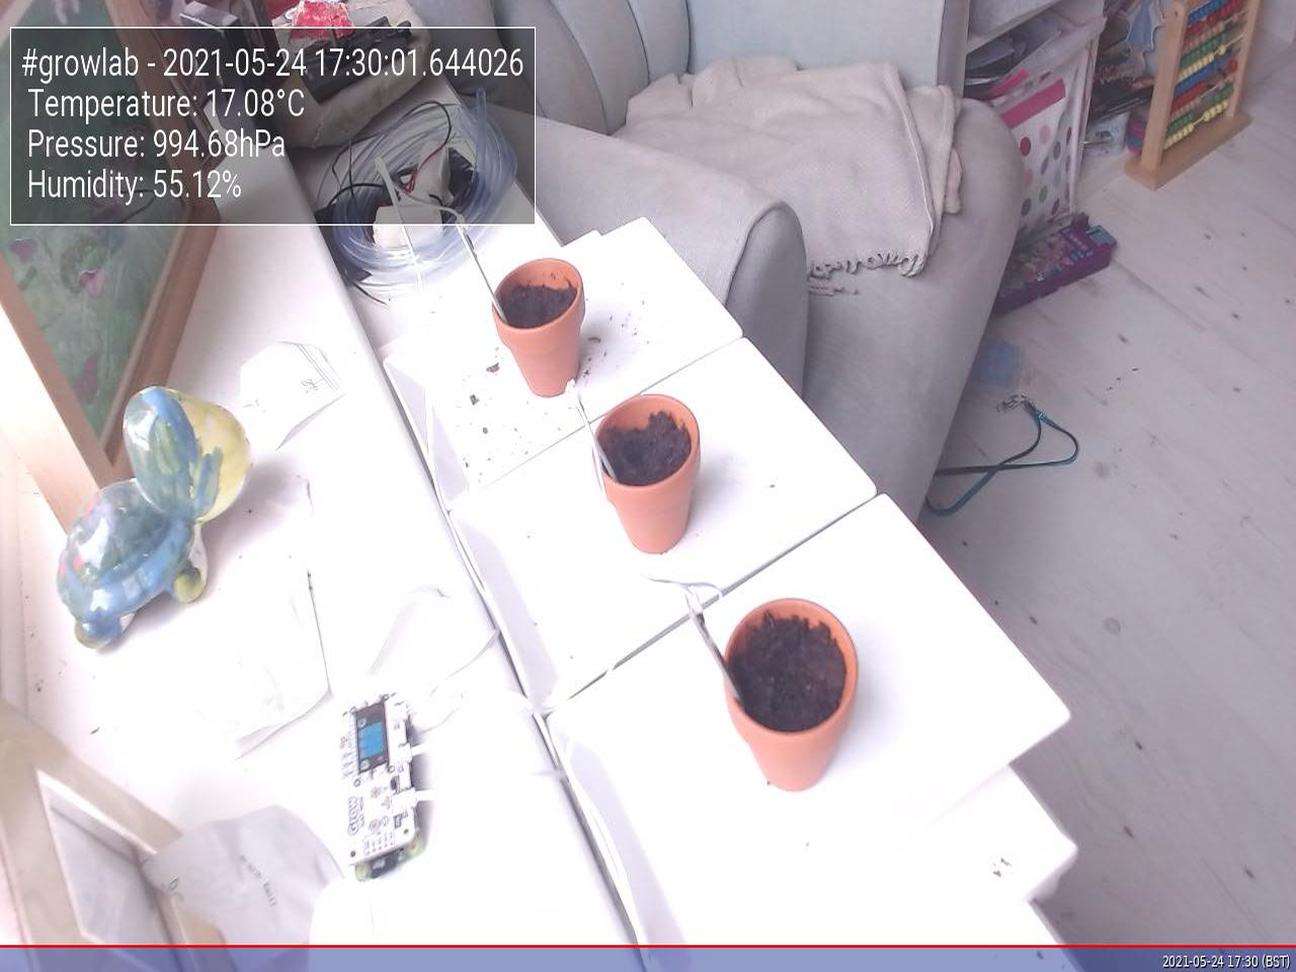 #growlab - 2021-05-24 17:30:01.644026
Temperature: 17.08°C
Pressure: 994.68hPa
Humidity: 55.12%
2021-05-24 17:30 (BST)